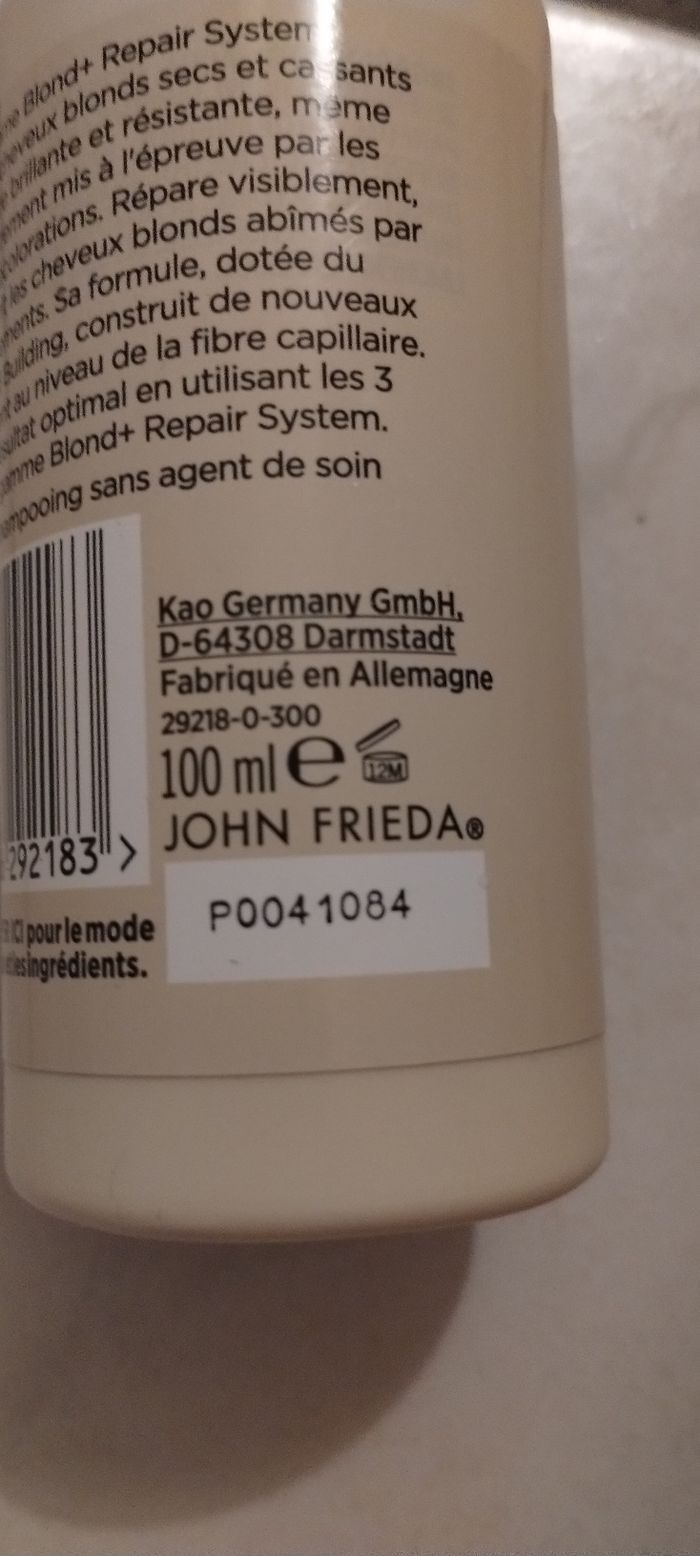 Blond+ Repair System
blonds secs et cassants
brillante et résistante, même
mis à l'épreuve par les
Répare visiblement,
les cheveux blonds abîmés par
Sa formule, dotée du
Building, construit de nouveaux
au niveau de la fibre capillaire.
optimal en utilisant les 3
Blond+ Repair System.
sans agent de soin
Kao Germany GmbH,
D-64308 Darmstadt
Fabriqué en Allemagne
29218-0-300
100 ml e 12M
JOHN FRIEDA®
292183 >
P0041084
pour le mode
ingrédients.